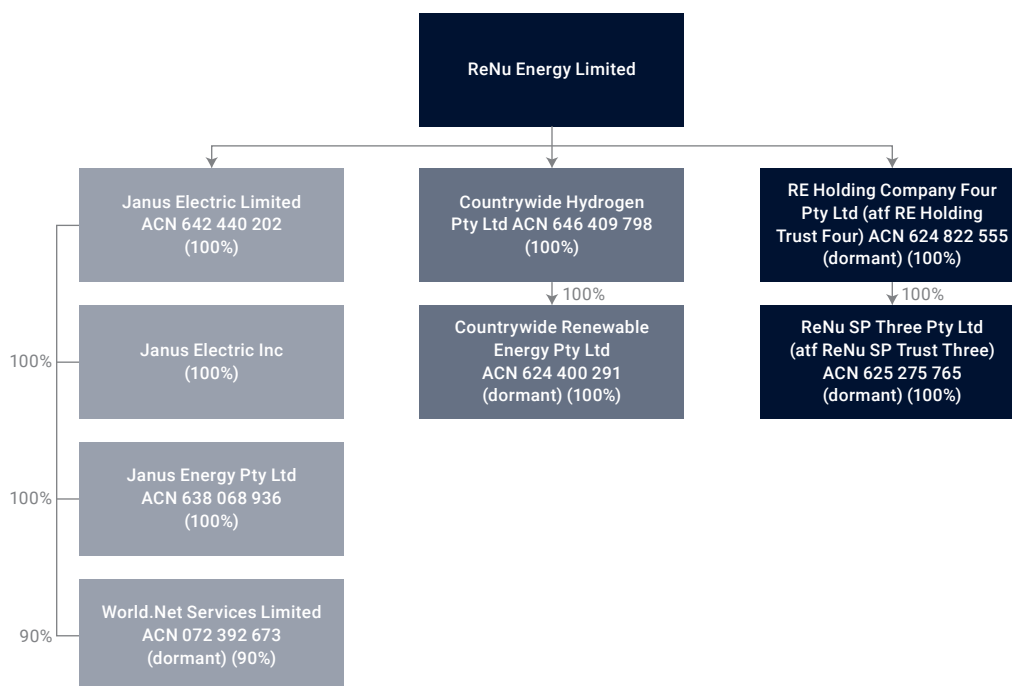 ReNu Energy Limited
Janus Electric Limited
ACN 642 440 202
(100%)
Countrywide Hydrogen
Pty Ltd ACN 646 409 798
(100%)
RE Holding Company Four
Pty Ltd (atf RE Holding
Trust Four) ACN 624 822 555
(dormant) (100%)
100%
100%
100%
Janus Electric Inc
(100%)
Countrywide Renewable
Energy Pty Ltd
ACN 624 400 291
(dormant) (100%)
ReNu SP Three Pty Ltd
(atf ReNu SP Trust Three)
ACN 625 275 765
(dormant) (100%)
100%
Janus Energy Pty Ltd
ACN 638 068 936
(100%)
90%
World.Net Services Limited
ACN 072 392 673
(dormant) (90%)